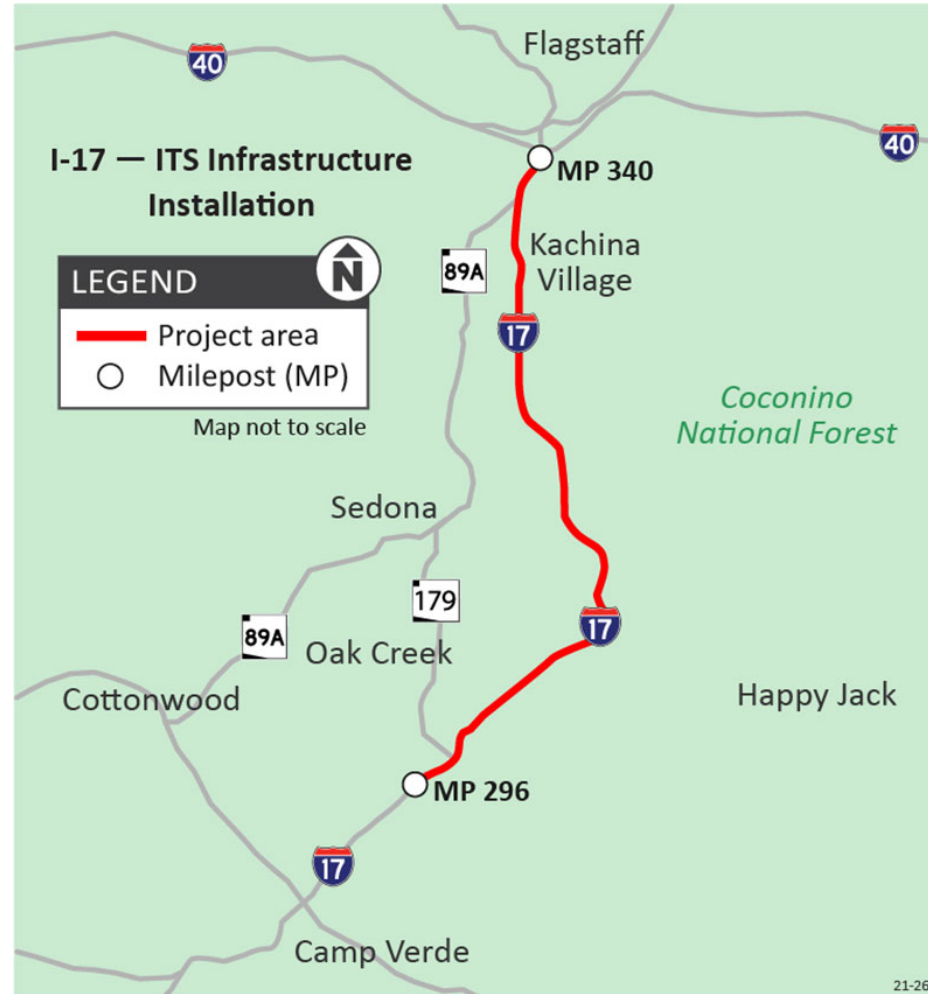 Flagstaff
40
I-17 — ITS Infrastructure
Installation
40
MP 340
N
LEGEND
Project area
Milepost (MP)
Map not to scale
89A
Kachina
Village
17
Coconino
National Forest
Sedona
179
89A
17
Oak Creek
Cottonwood
Happy Jack
MP 296
17
Camp Verde
21-26